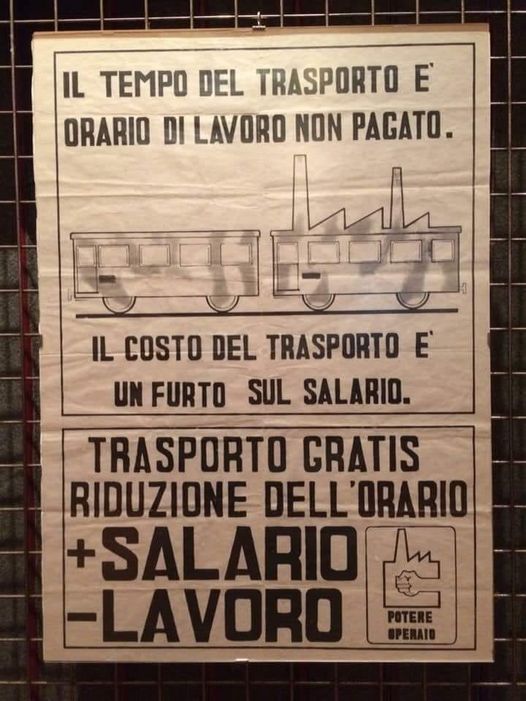 IL TEMPO DEL TRASPORTO E'
ORARIO DI LAVORO NON PAGATO.
IL COSTO DEL TRASPORTO E'
UN FURTO SUL SALARIO.
TRASPORTO GRATIS
RIDUZIONE DELL'ORARIO
+SALARIO
-LAVORO
POTERE
OPERAIO